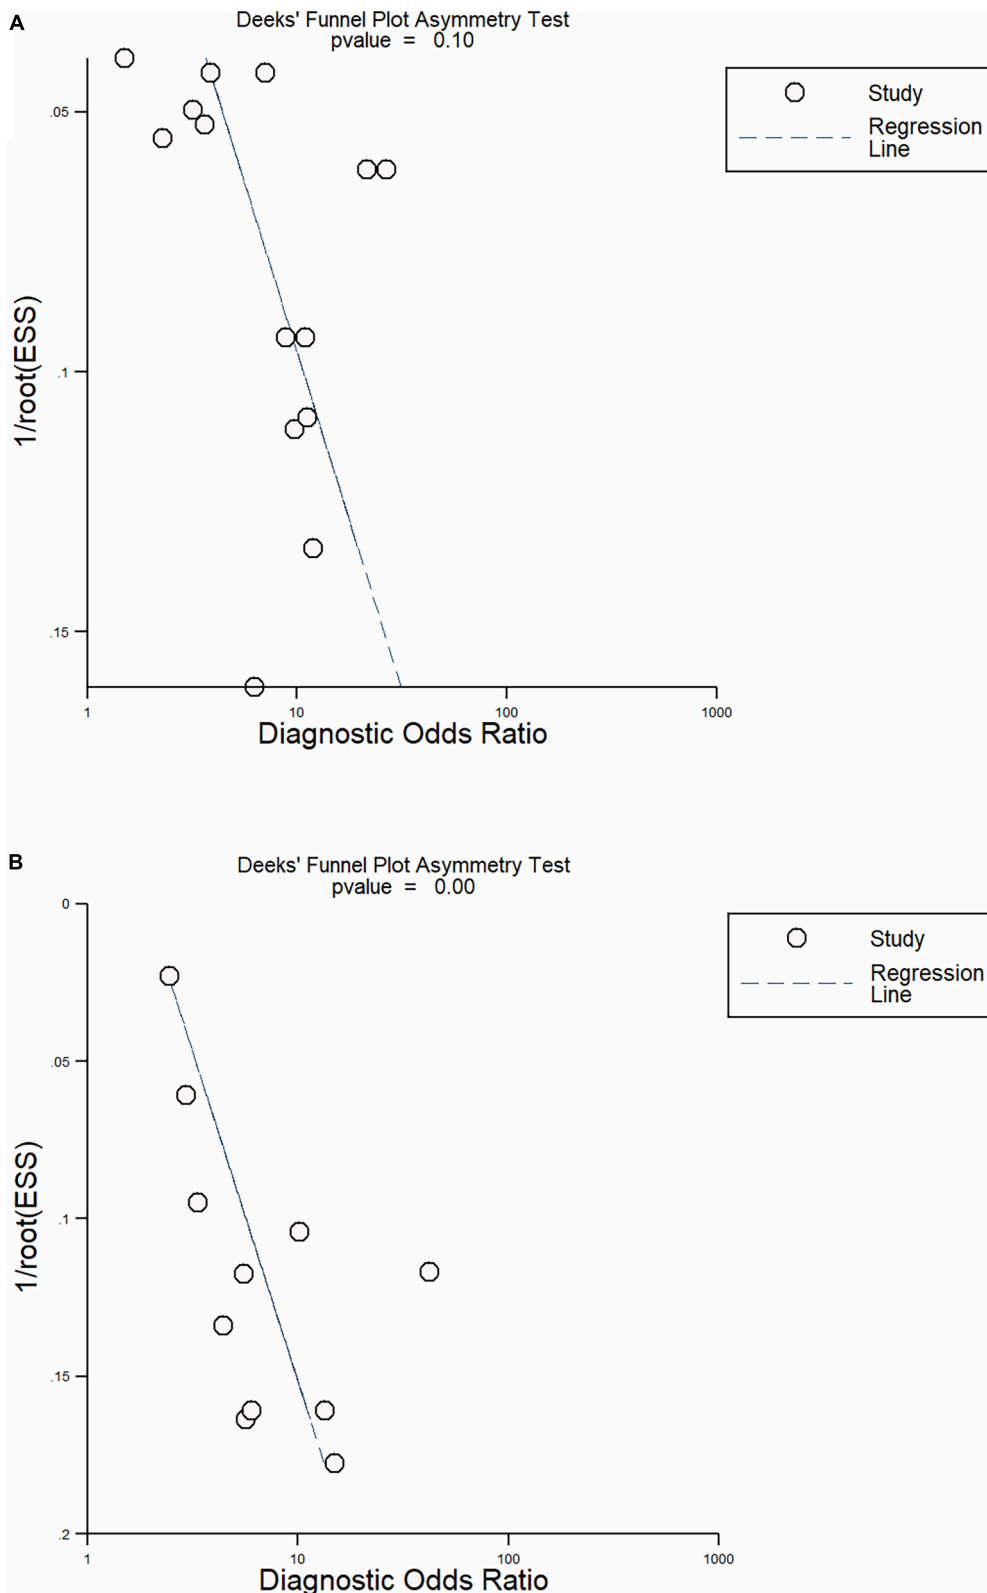 A
Deeks' Funnel Plot Asymmetry Test
pvalue = 0.10
Study
Regression
Line
.05
.1
.15
1/root(ESS)
1 10 100 1000
Diagnostic Odds Ratio
B
Deeks' Funnel Plot Asymmetry Test
pvalue = 0.00
Study
Regression
Line
0
.05
.1
.15
.2
1/root(ESS)
1 10 100 1000
Diagnostic Odds Ratio